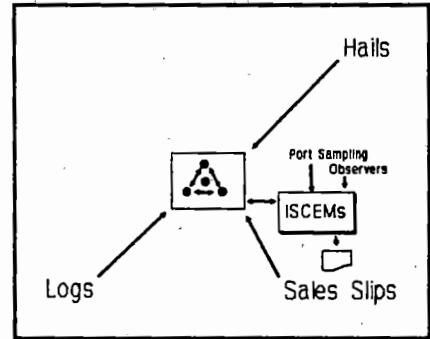 Hails
Port Sampling
Observers
ISCEMs
Logs
Sales Slips